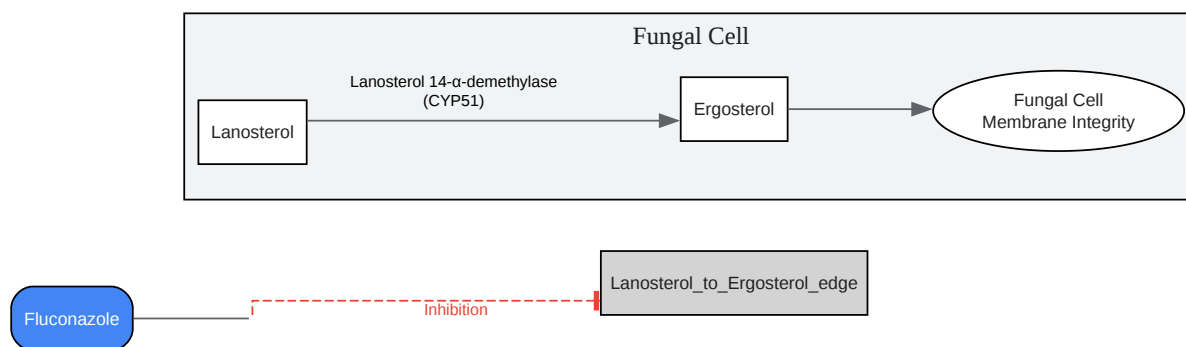 Fungal Cell
Lanosterol 14-α-demethylase
(CYP51)
Lanosterol
Ergosterol
Fungal Cell
Membrane Integrity
Lanosterol_to_Ergosterol_edge
Inhibition
Fluconazole